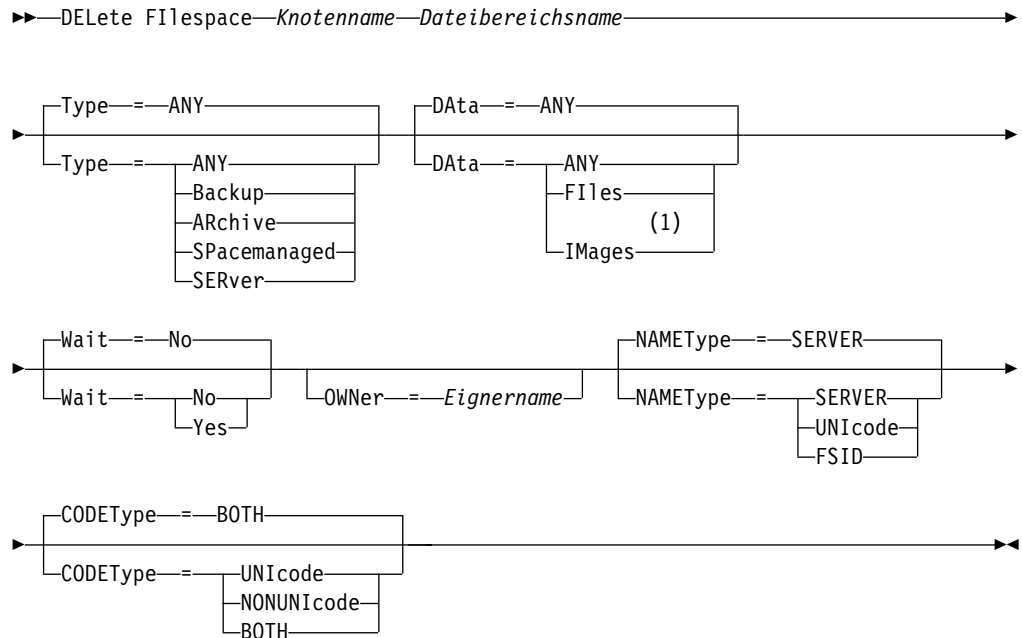 DELete FIlespace Knotenname Dateibereichsname
Type = ANY DAta = ANY
Type = ANY DAta = ANY
Backup FIles
ARchive (1)
SPacemanaged IMages
SERver
Wait = No NAMEType = SERVER
Wait = No OWNer = Eignername NAMEType = SERVER
Yes UNIcode
FSID
CODEType = BOTH
CODEType = UNIcode
NONUNIcode
BOTH